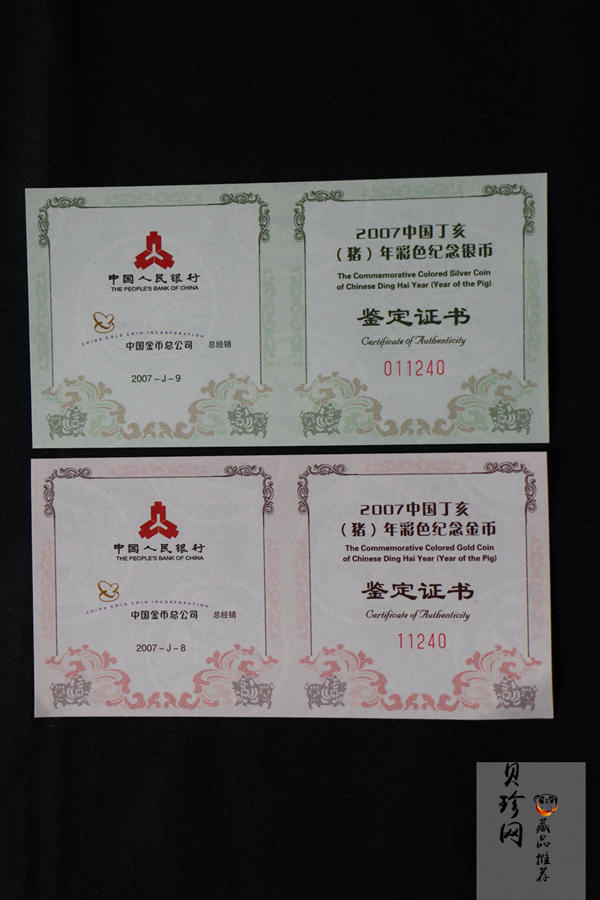 中国人民银行
THE PEOPLE'S BANK OF CHINA
CHINA GOLD COIN INCORPORATION
中国金币总公司 总经销
2007-J-9
2007中国丁亥
（猪）年彩色纪念银币
The Commemorative Colored Silver Coin
of Chinese Ding Hai Year (Year of the Pig)
鉴定证书
Certificate of Authenticity
011240
中国人民银行
THE PEOPLE'S BANK OF CHINA
CHINA GOLD COIN INCORPORATION
中国金币总公司 总经销
2007-J-8
2007中国丁亥
（猪）年彩色纪念金币
The Commemorative Colored Gold Coin
of Chinese Ding Hai Year (Year of the Pig)
鉴定证书
Certificate of Authenticity
11240
贝珍网
藏品推荐